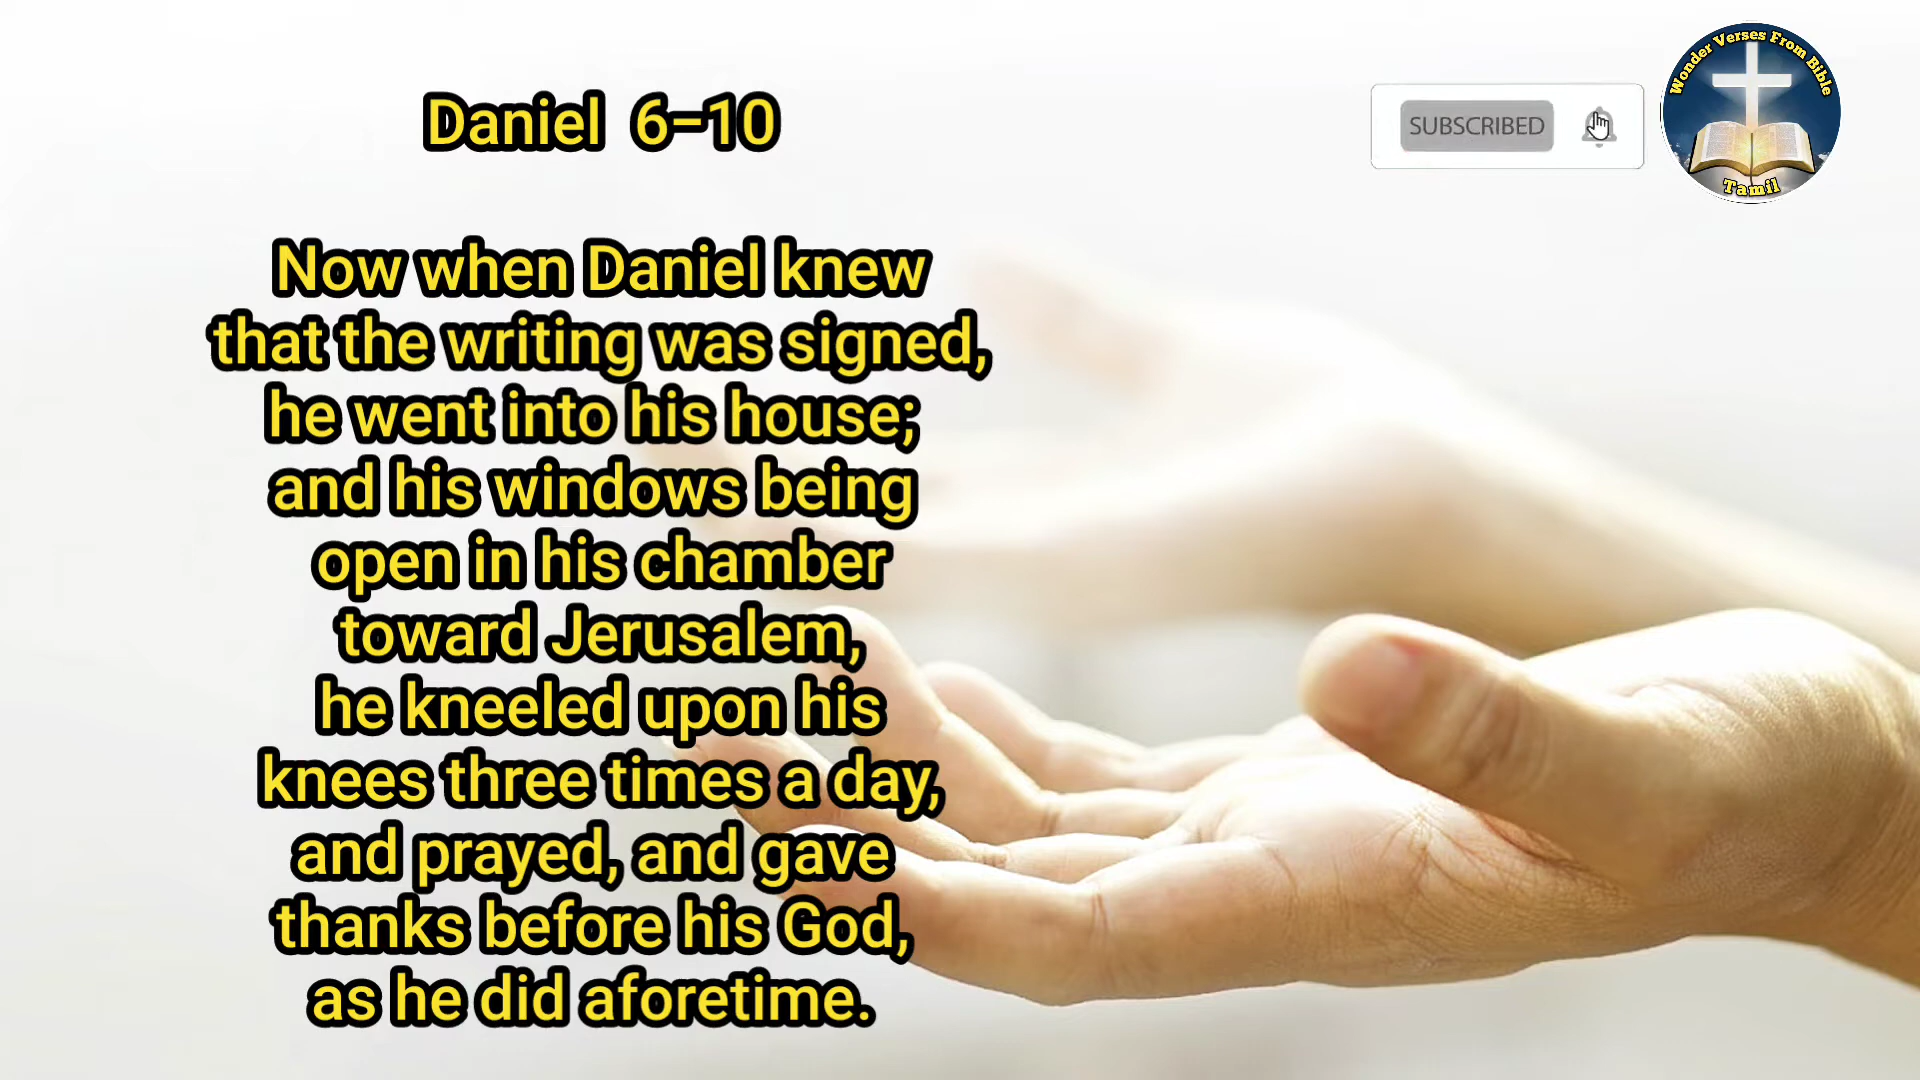 Daniel 6-10
Now when Daniel knew
that the writing was signed,
he went into his house;
and his windows being
open in his chamber
toward Jerusalem,
he kneeled upon his
knees three times a day,
and prayed, and gave
thanks before his God,
as he did aforetime.
SUBSCRIBED
Wonder Verses From Bible
Tamil